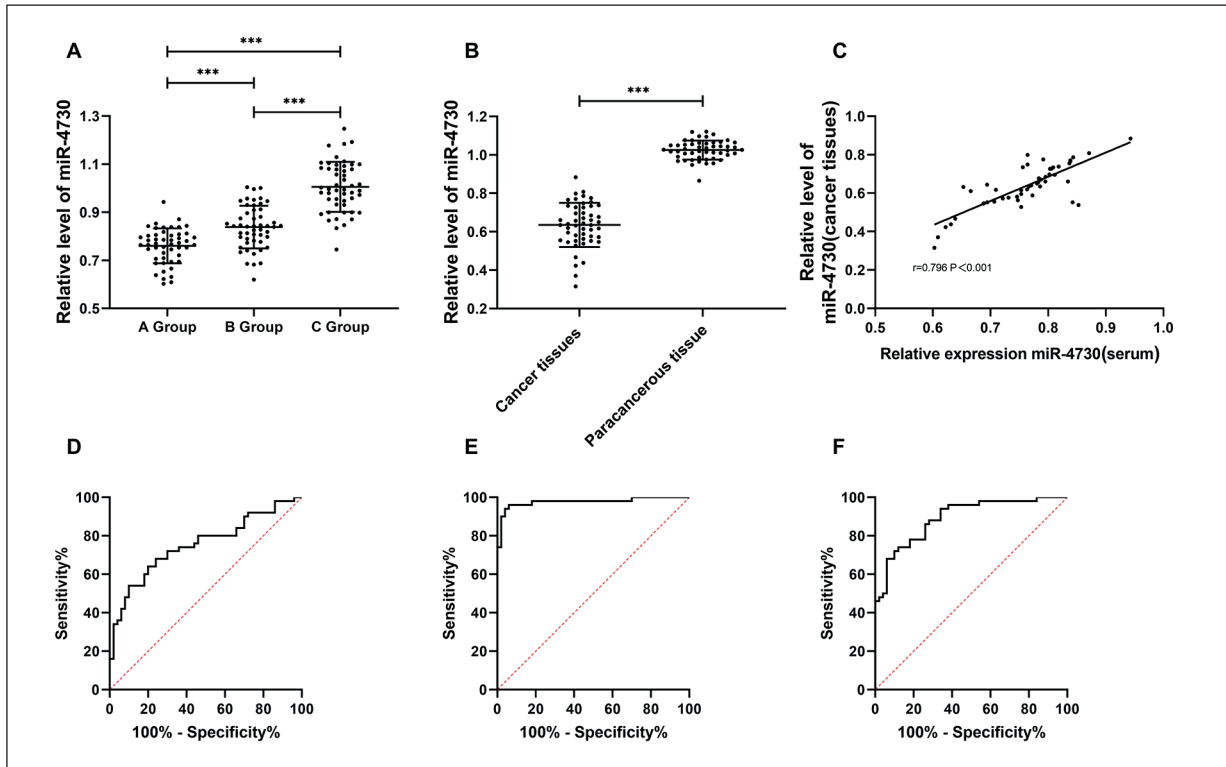 A
***
***
***
Relative level of miR-4730
1.3
1.1
0.9
0.7
0.5
A Group
B Group
C Group
B
***
Relative level of miR-4730
1.2
1.0
0.8
0.6
0.4
0.2
Cancer tissues
Paracancerous tissue
C
Relative level of
miR-4730(cancer tissues)
1.0
0.8
0.6
0.4
0.2
0.0
r=0.796 P<0.001
0.5
0.6
0.7
0.8
0.9
1.0
Relative expression miR-4730(serum)
D
Sensitivity%
100
80
60
40
20
0
0
20
40
60
80
100
100% - Specificity%
E
Sensitivity%
100
80
60
40
20
0
0
20
40
60
80
100
100% - Specificity%
F
Sensitivity%
100
80
60
40
20
0
0
20
40
60
80
100
100% - Specificity%